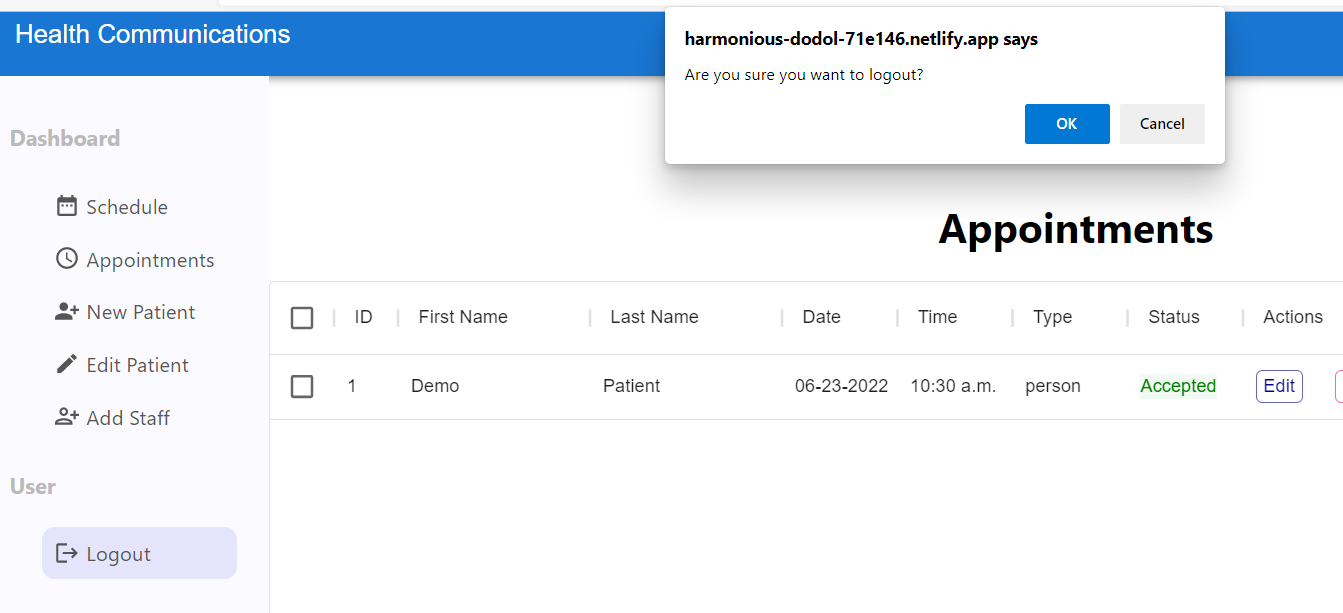 Health Communications
harmonious-dodol-71e146.netlify.app says
Are you sure you want to logout?
OK Cancel
Dashboard
Schedule
Appointments
New Patient
Edit Patient
Add Staff
User
Logout
Appointments
ID First Name Last Name Date Time Type Status Actions
1 Demo Patient 06-23-2022 10:30 a.m. person Accepted Edit